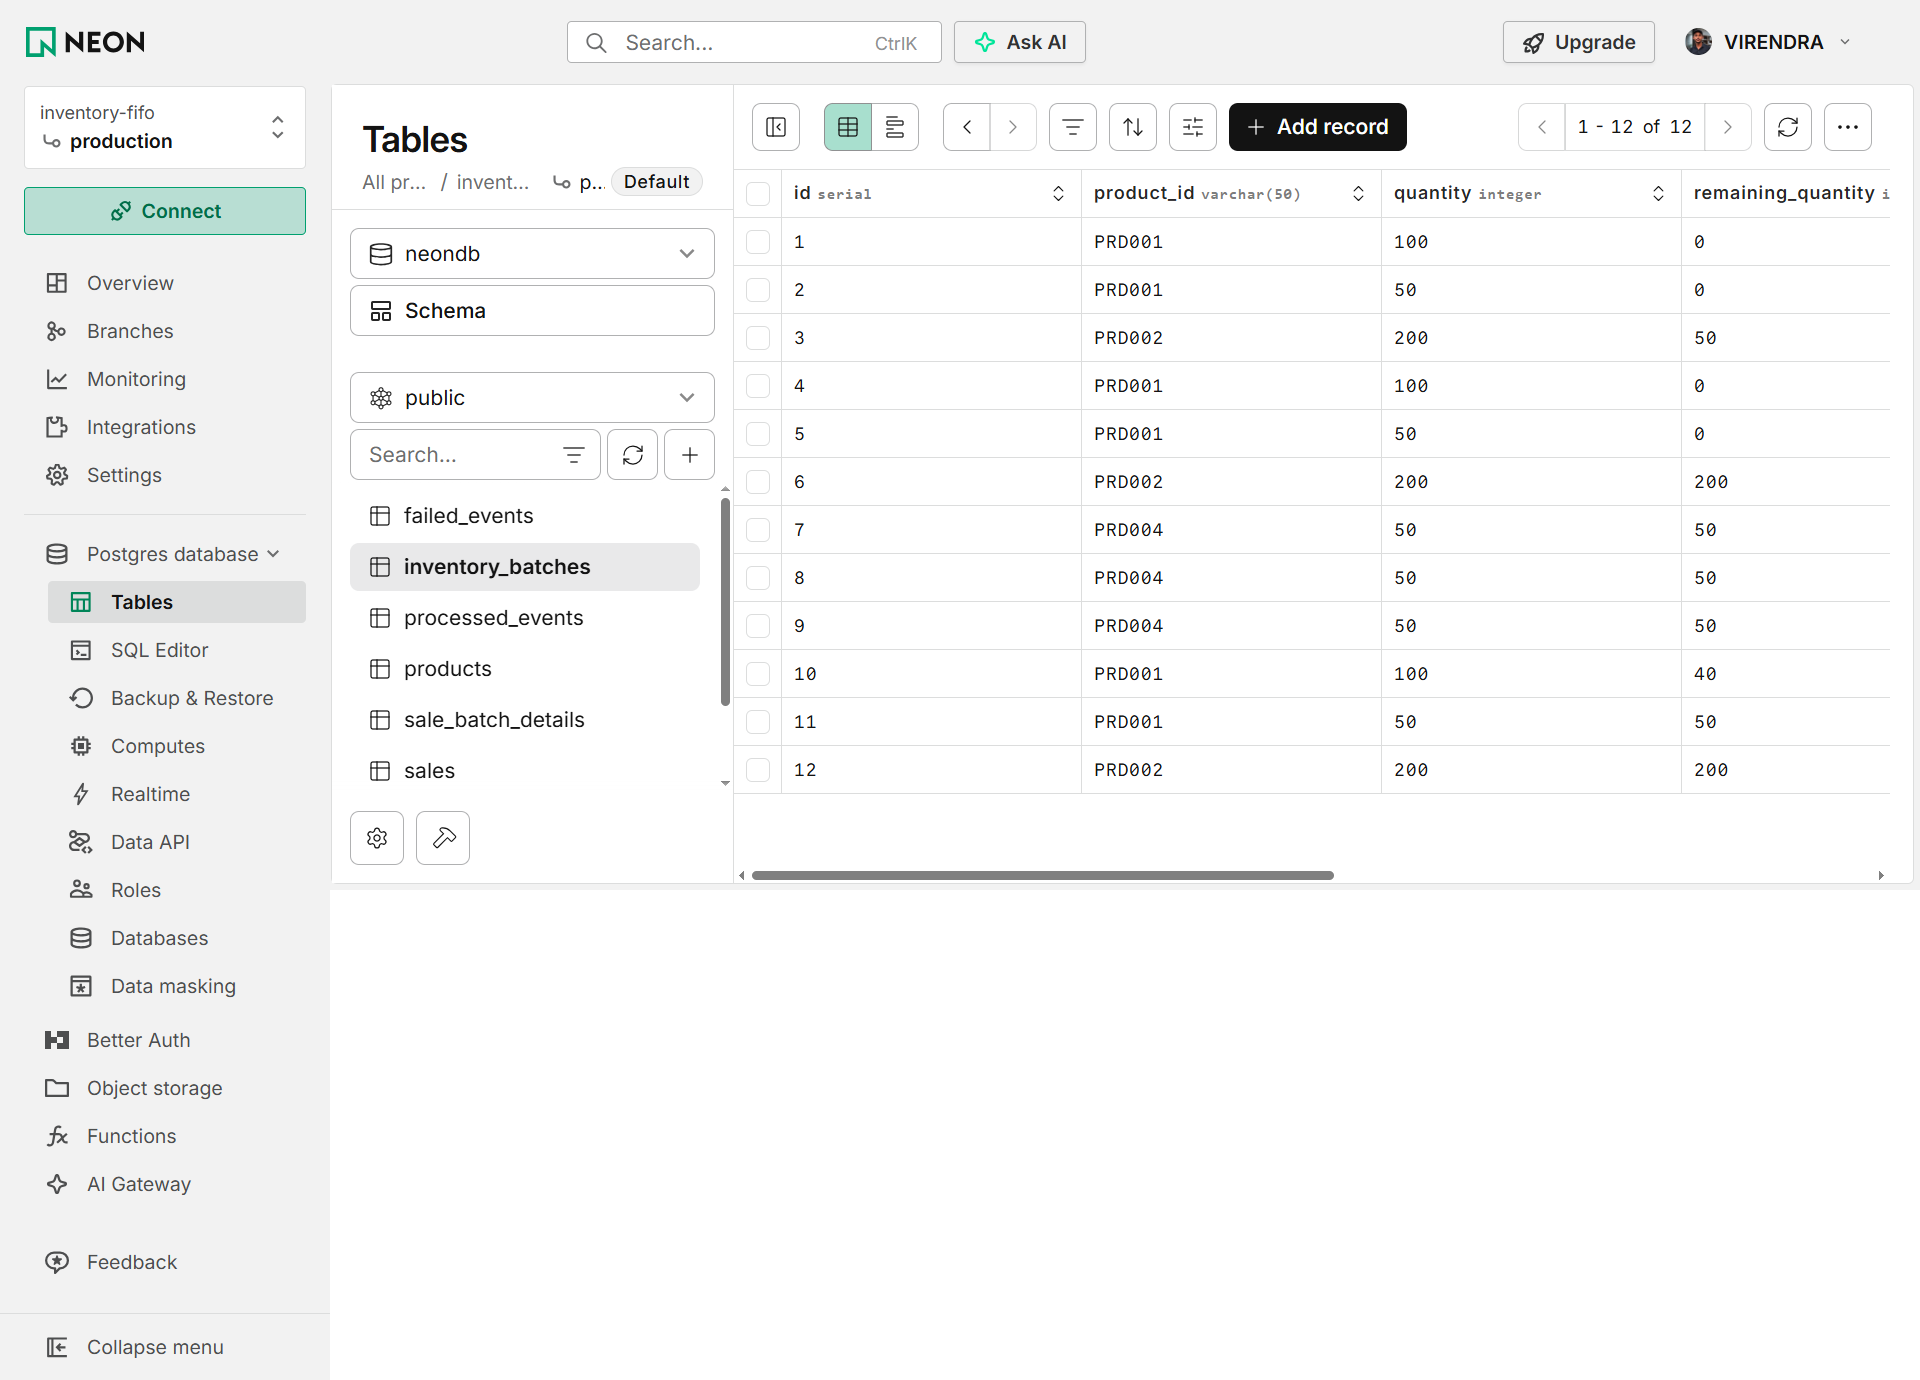 NEON
Search...
CtrlK
Ask AI
Upgrade
VIRENDRA
inventory-fifo
production
Connect
Overview
Branches
Monitoring
Integrations
Settings
Postgres database
Tables
SQL Editor
Backup & Restore
Computes
Realtime
Data API
Roles
Databases
Data masking
Better Auth
Object storage
Functions
AI Gateway
Feedback
Collapse menu
Tables
All pr... / invent... p... Default
neondb
Schema
public
Search...
failed_events
inventory_batches
processed_events
products
sale_batch_details
sales
Add record
1 - 12 of 12
id serial product_id varchar(50) quantity integer remaining_quantity i
1 PRD001 100 0
2 PRD001 50 0
3 PRD002 200 50
4 PRD001 100 0
5 PRD001 50 0
6 PRD002 200 200
7 PRD004 50 50
8 PRD004 50 50
9 PRD004 50 50
10 PRD001 100 40
11 PRD001 50 50
12 PRD002 200 200